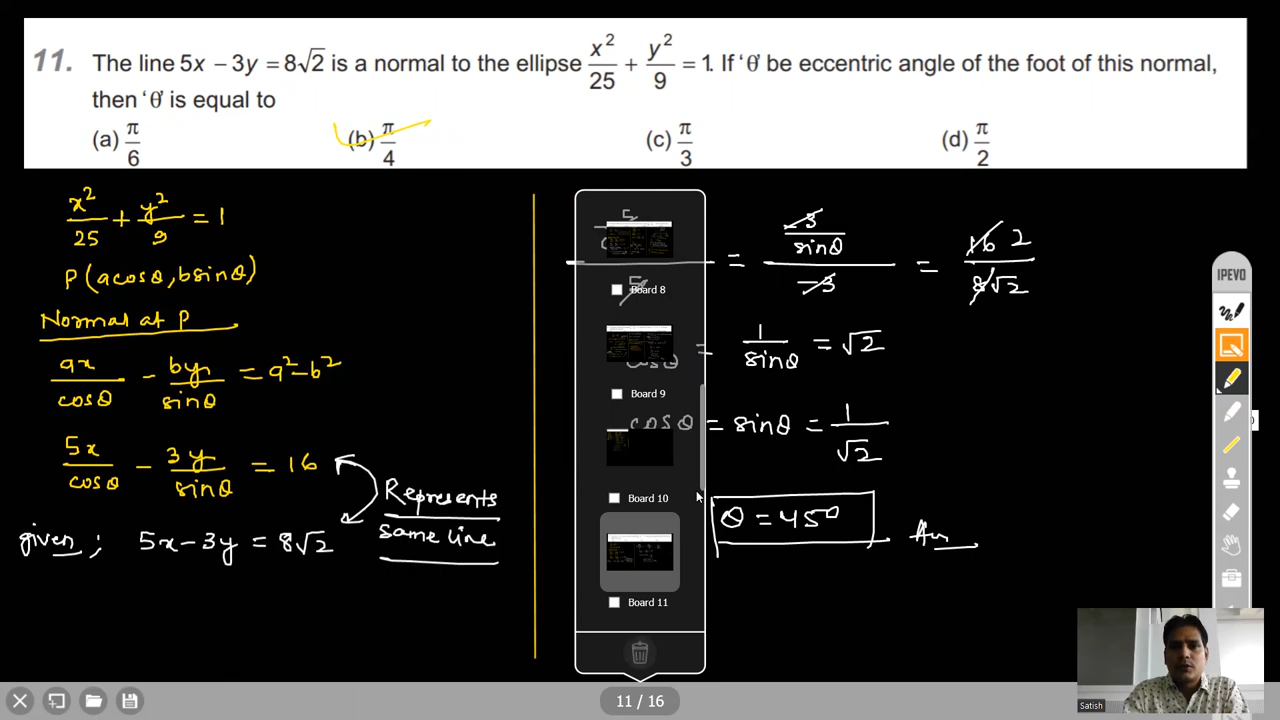 11. The line 5x − 3y = 8√2 is a normal to the ellipse x²/25 + y²/9 = 1. If 'θ' be eccentric angle of the foot of this normal,
then 'θ' is equal to
(a) π/6 (b) π/4 (c) π/3 (d) π/2
x²/25 + y²/9 = 1
P(acosθ, bsinθ)
Normal at P
ax/cosθ − by/sinθ = a²−b²
5x/cosθ − 3y/sinθ = 16
Represents
same line
given; 5x−3y = 8√2
= −3/sinθ / −3 = 16 2 / 8√2
cosθ = 1/sinθ = √2
cosθ = sinθ = 1/√2
θ = 45° Ans
Board 8
Board 9
Board 10
Board 11
11 / 16
IPEVO
Satish